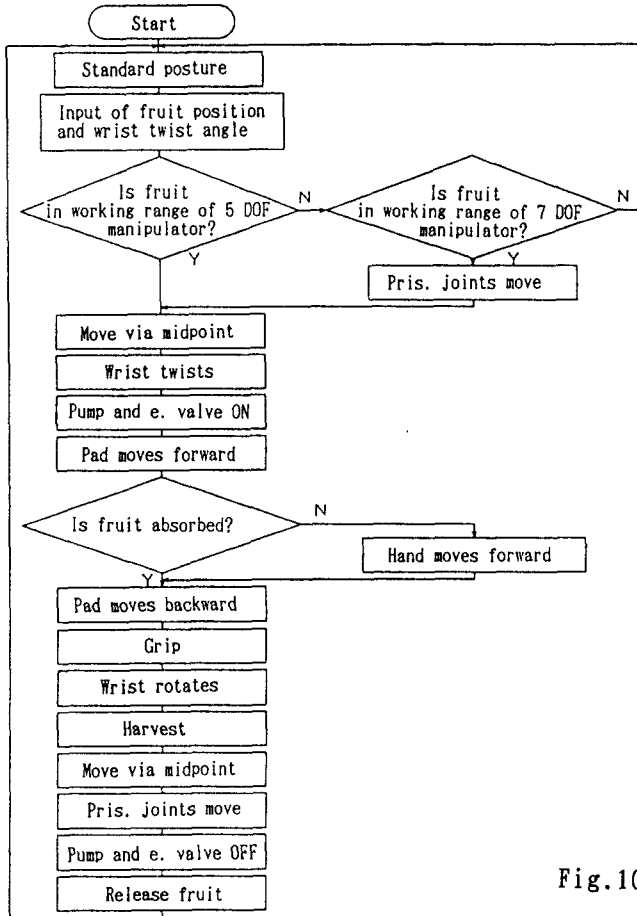 Start
Standard posture
Input of fruit position
and wrist twist angle
Is fruit
in working range of 5 DOF
manipulator?
N
Y
Is fruit
in working range of 7 DOF
manipulator?
N
Y
Pris. joints move
Move via midpoint
Wrist twists
Pump and e. valve ON
Pad moves forward
Is fruit absorbed?
N
Y
Hand moves forward
Pad moves backward
Grip
Wrist rotates
Harvest
Move via midpoint
Pris. joints move
Pump and e. valve OFF
Release fruit
Fig.10